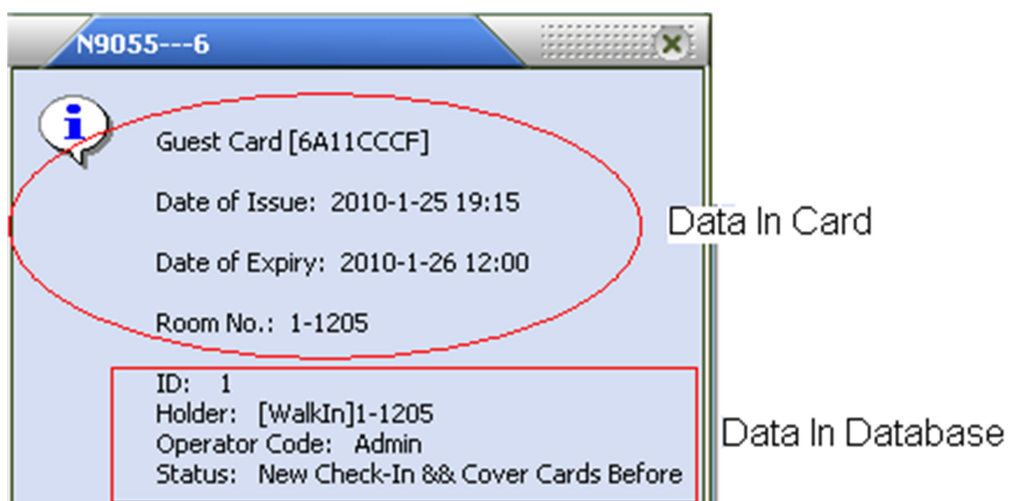 N9055---6
Guest Card [6A11CCCF]
Date of Issue: 2010-1-25 19:15
Data In Card
Date of Expiry: 2010-1-26 12:00
Room No.: 1-1205
ID: 1
Holder: [WalkIn]1-1205
Operator Code: Admin
Data In Database
Status: New Check-In && Cover Cards Before